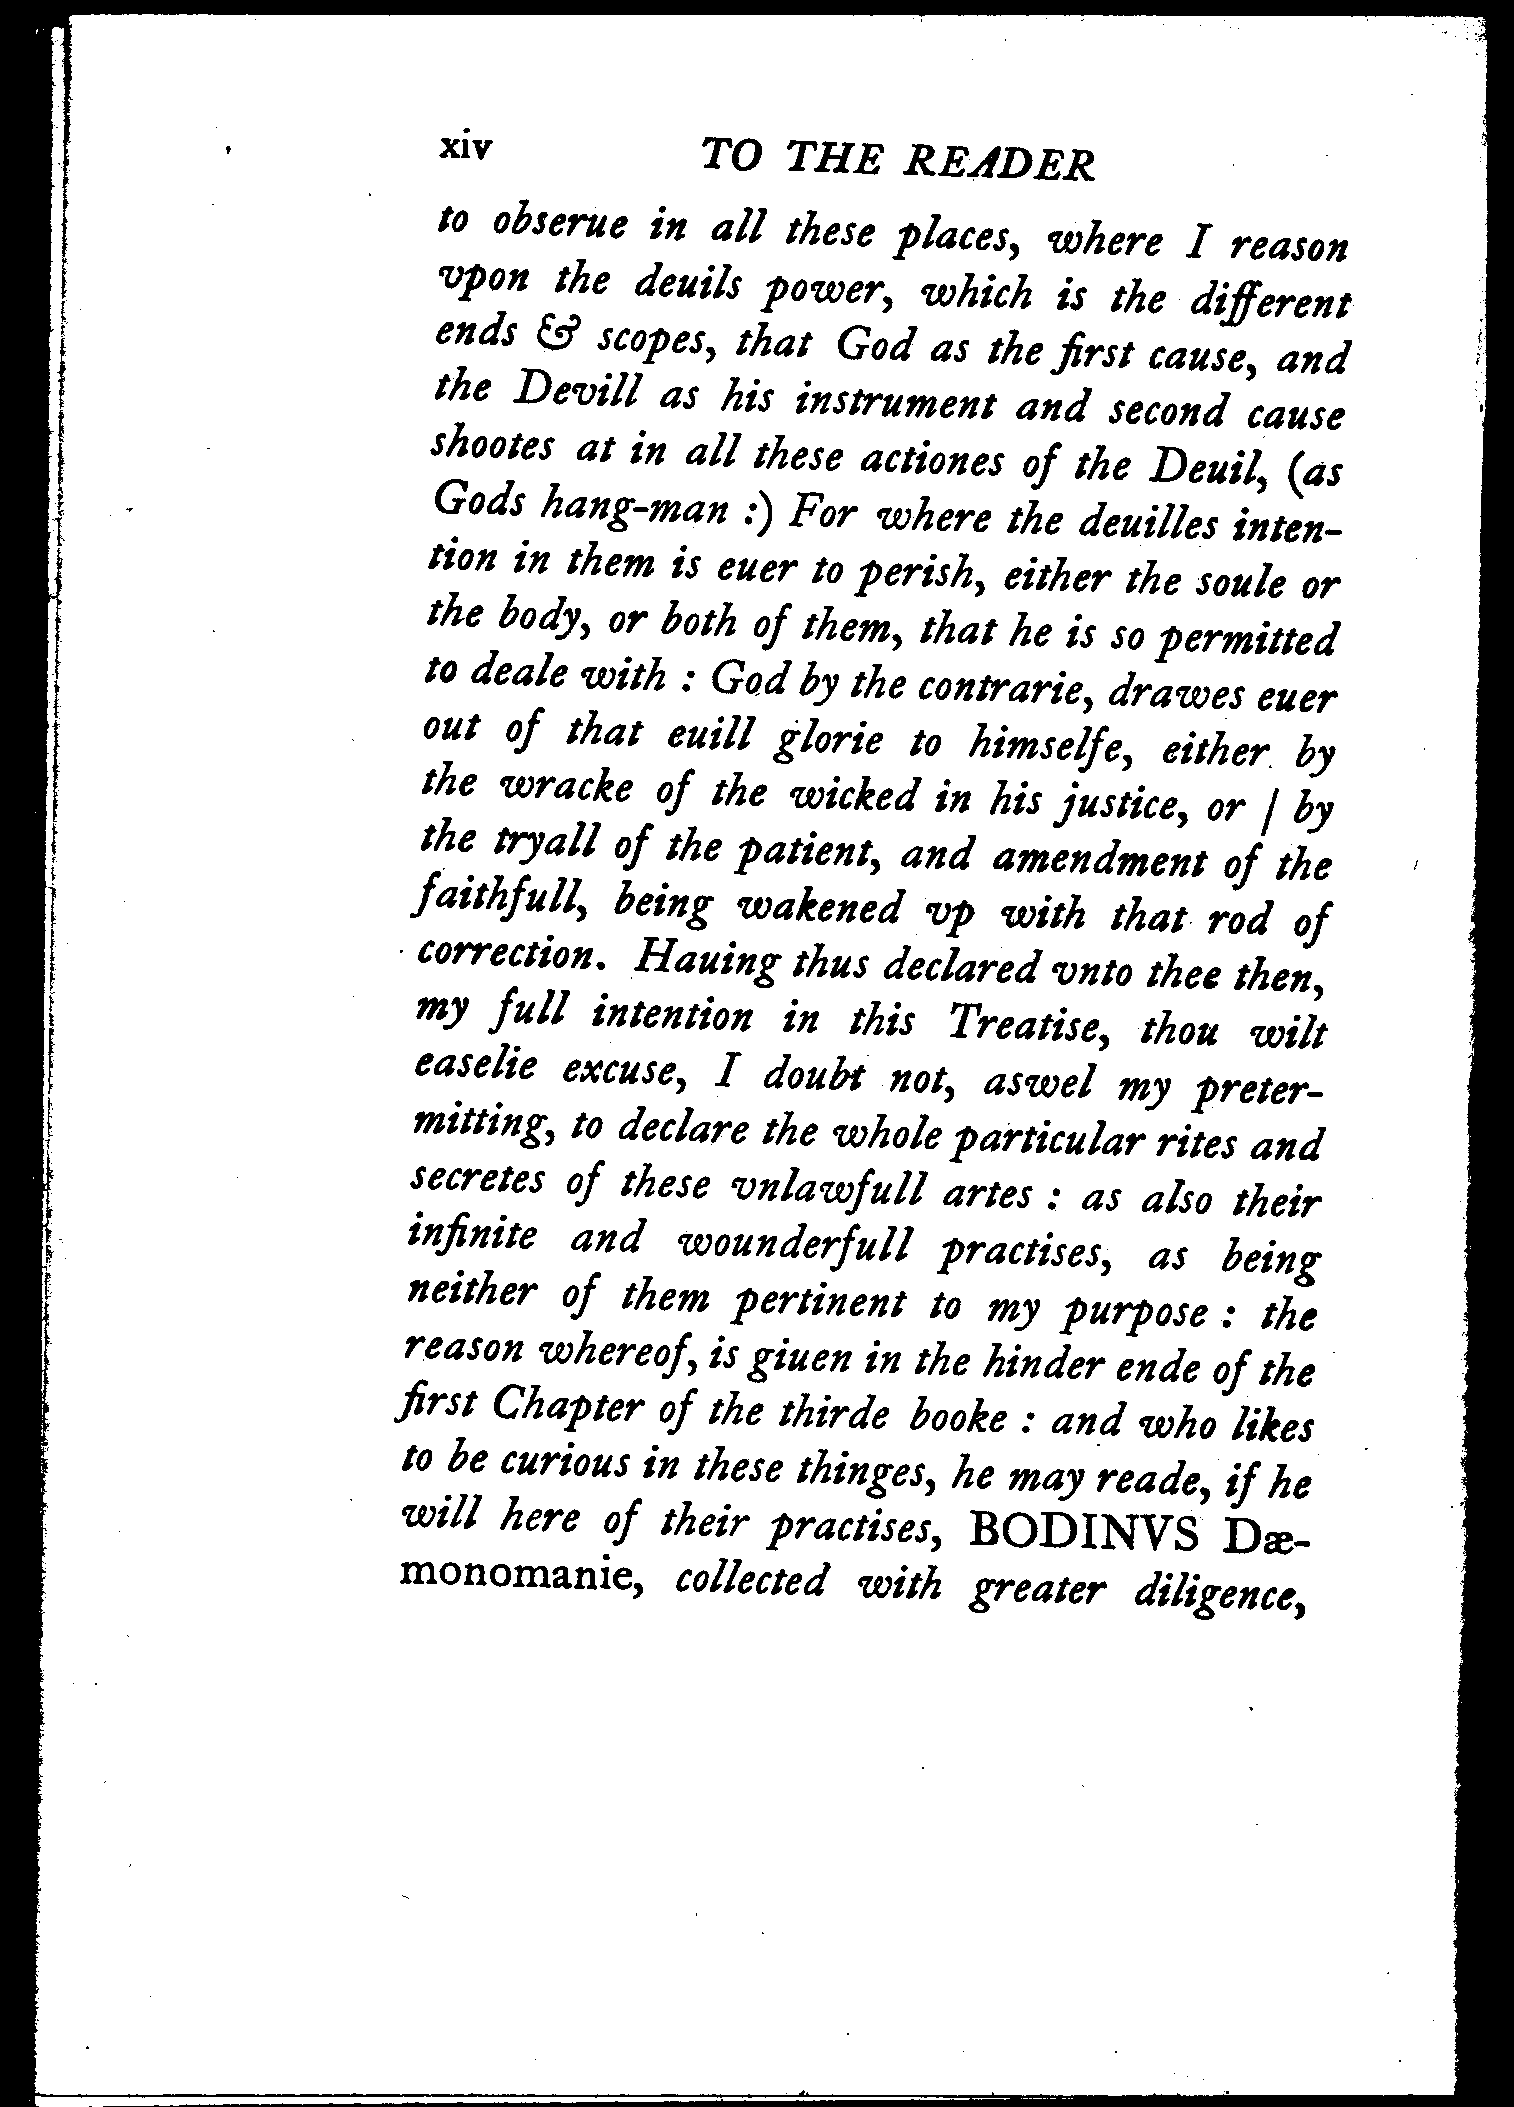 xiv TO THE READER
to obserue in all these places, where I reason
vpon the deuils power, which is the different
ends & scopes, that God as the first cause, and
the Devill as his instrument and second cause
shootes at in all these actiones of the Deuil, (as
Gods hang-man :) For where the deuilles inten-
tion in them is euer to perish, either the soule or
the body, or both of them, that he is so permitted
to deale with : God by the contrarie, drawes euer
out of that euill glorie to himselfe, either by
the wracke of the wicked in his justice, or / by
the tryall of the patient, and amendment of the
faithfull, being wakened vp with that rod of
correction. Hauing thus declared vnto thee then,
my full intention in this Treatise, thou wilt
easelie excuse, I doubt not, aswel my preter-
mitting, to declare the whole particular rites and
secretes of these vnlawfull artes : as also their
infinite and wounderfull practises, as being
neither of them pertinent to my purpose : the
reason whereof, is giuen in the hinder ende of the
first Chapter of the thirde booke : and who likes
to be curious in these thinges, he may reade, if he
will here of their practises, BODINVS Dæ-
monomanie, collected with greater diligence,